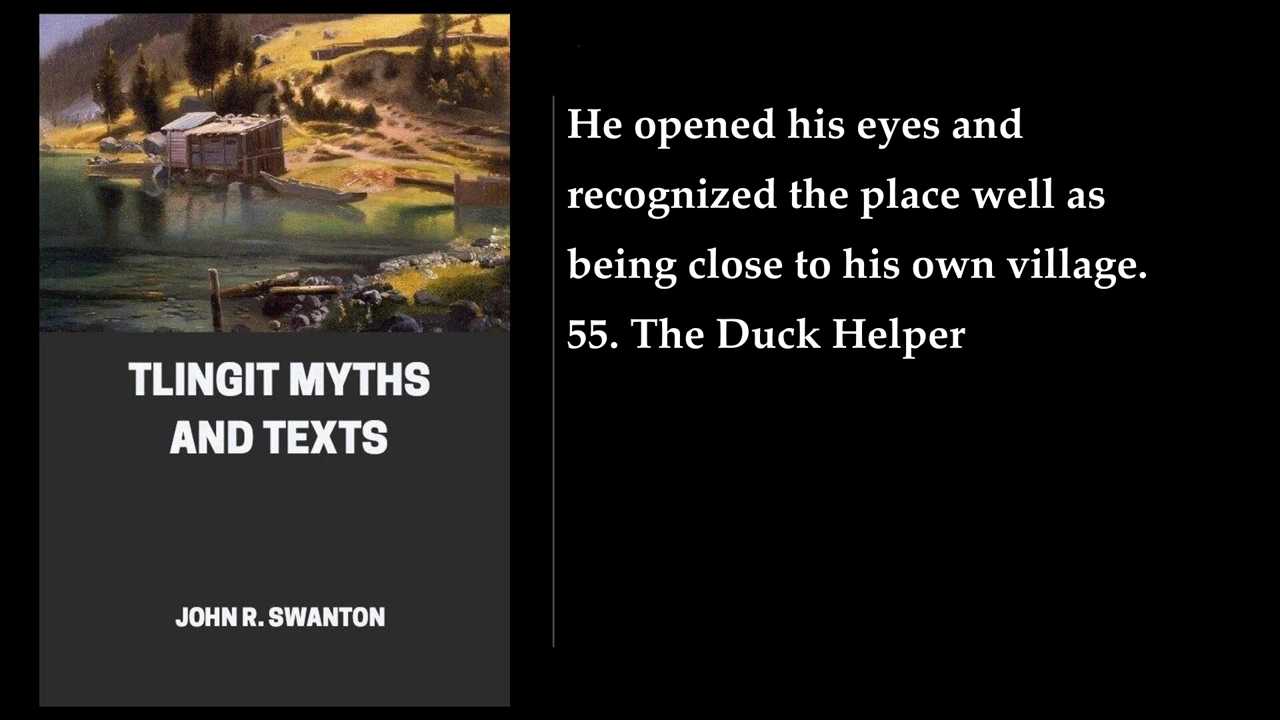 TLINGIT MYTHS
AND TEXTS
JOHN R. SWANTON
He opened his eyes and
recognized the place well as
being close to his own village.
55. The Duck Helper